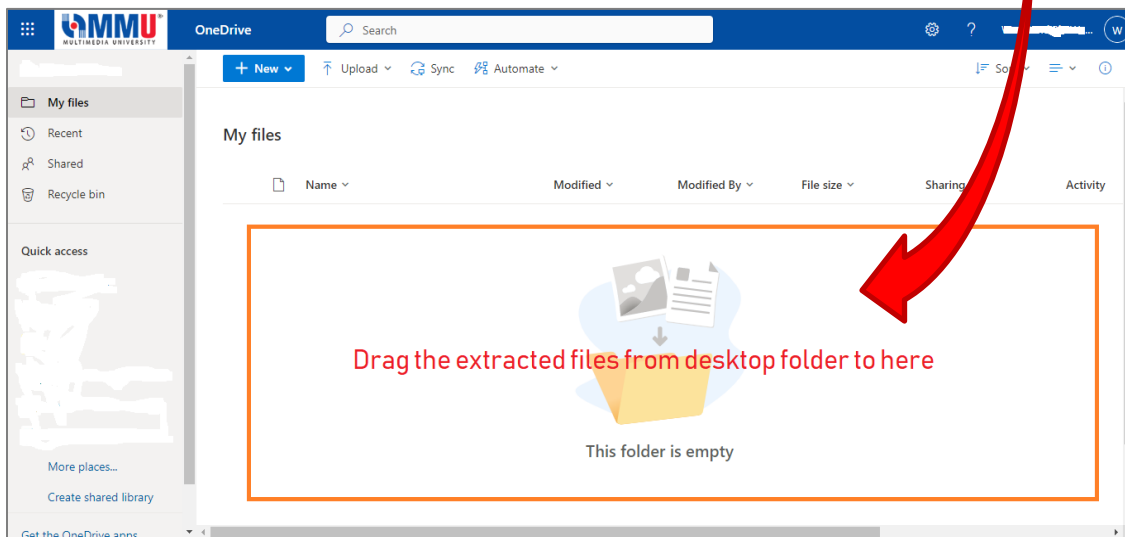 MMU
MULTIMEDIA UNIVERSITY
OneDrive
Search
?
W
+ New
Upload
Sync
Automate
My files
Recent
Shared
Recycle bin
Quick access
More places...
Create shared library
Get the OneDrive apps
My files
Name
Modified
Modified By
File size
Sharing
Activity
Drag the extracted files from desktop folder to here
This folder is empty